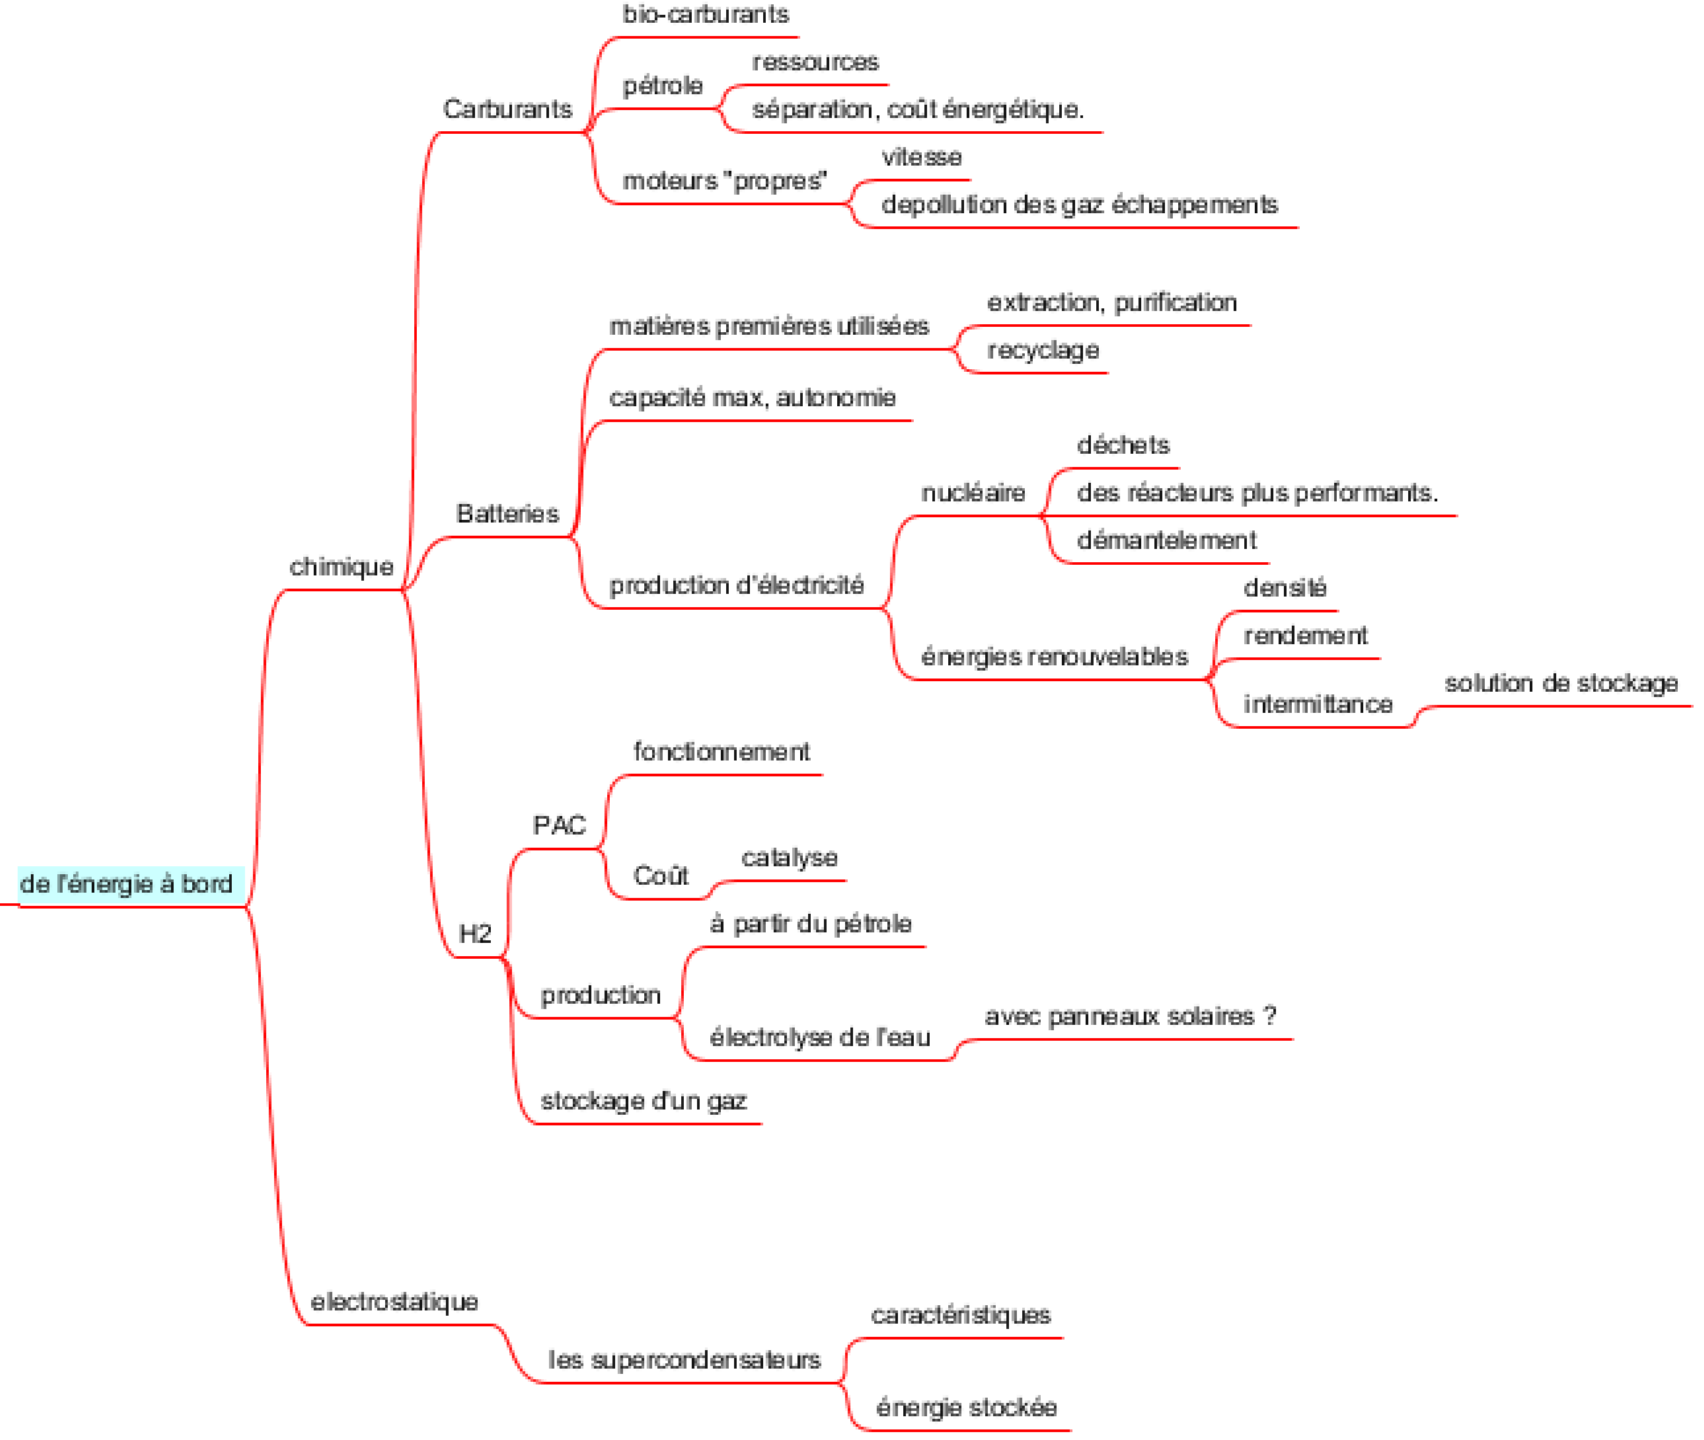 bio-carburants
ressources
pétrole
séparation, coût énergétique.
Carburants
vitesse
moteurs "propres"
depollution des gaz échappements
extraction, purification
matières premières utilisées
recyclage
capacité max, autonomie
déchets
nucléaire
des réacteurs plus performants.
Batteries
démantelement
chimique
production d'électricité
densité
rendement
énergies renouvelables
solution de stockage
intermittance
fonctionnement
PAC
catalyse
Coût
de l'énergie à bord
à partir du pétrole
H2
production
avec panneaux solaires ?
électrolyse de l'eau
stockage d'un gaz
electrostatique
caractéristiques
les supercondensateurs
énergie stockée